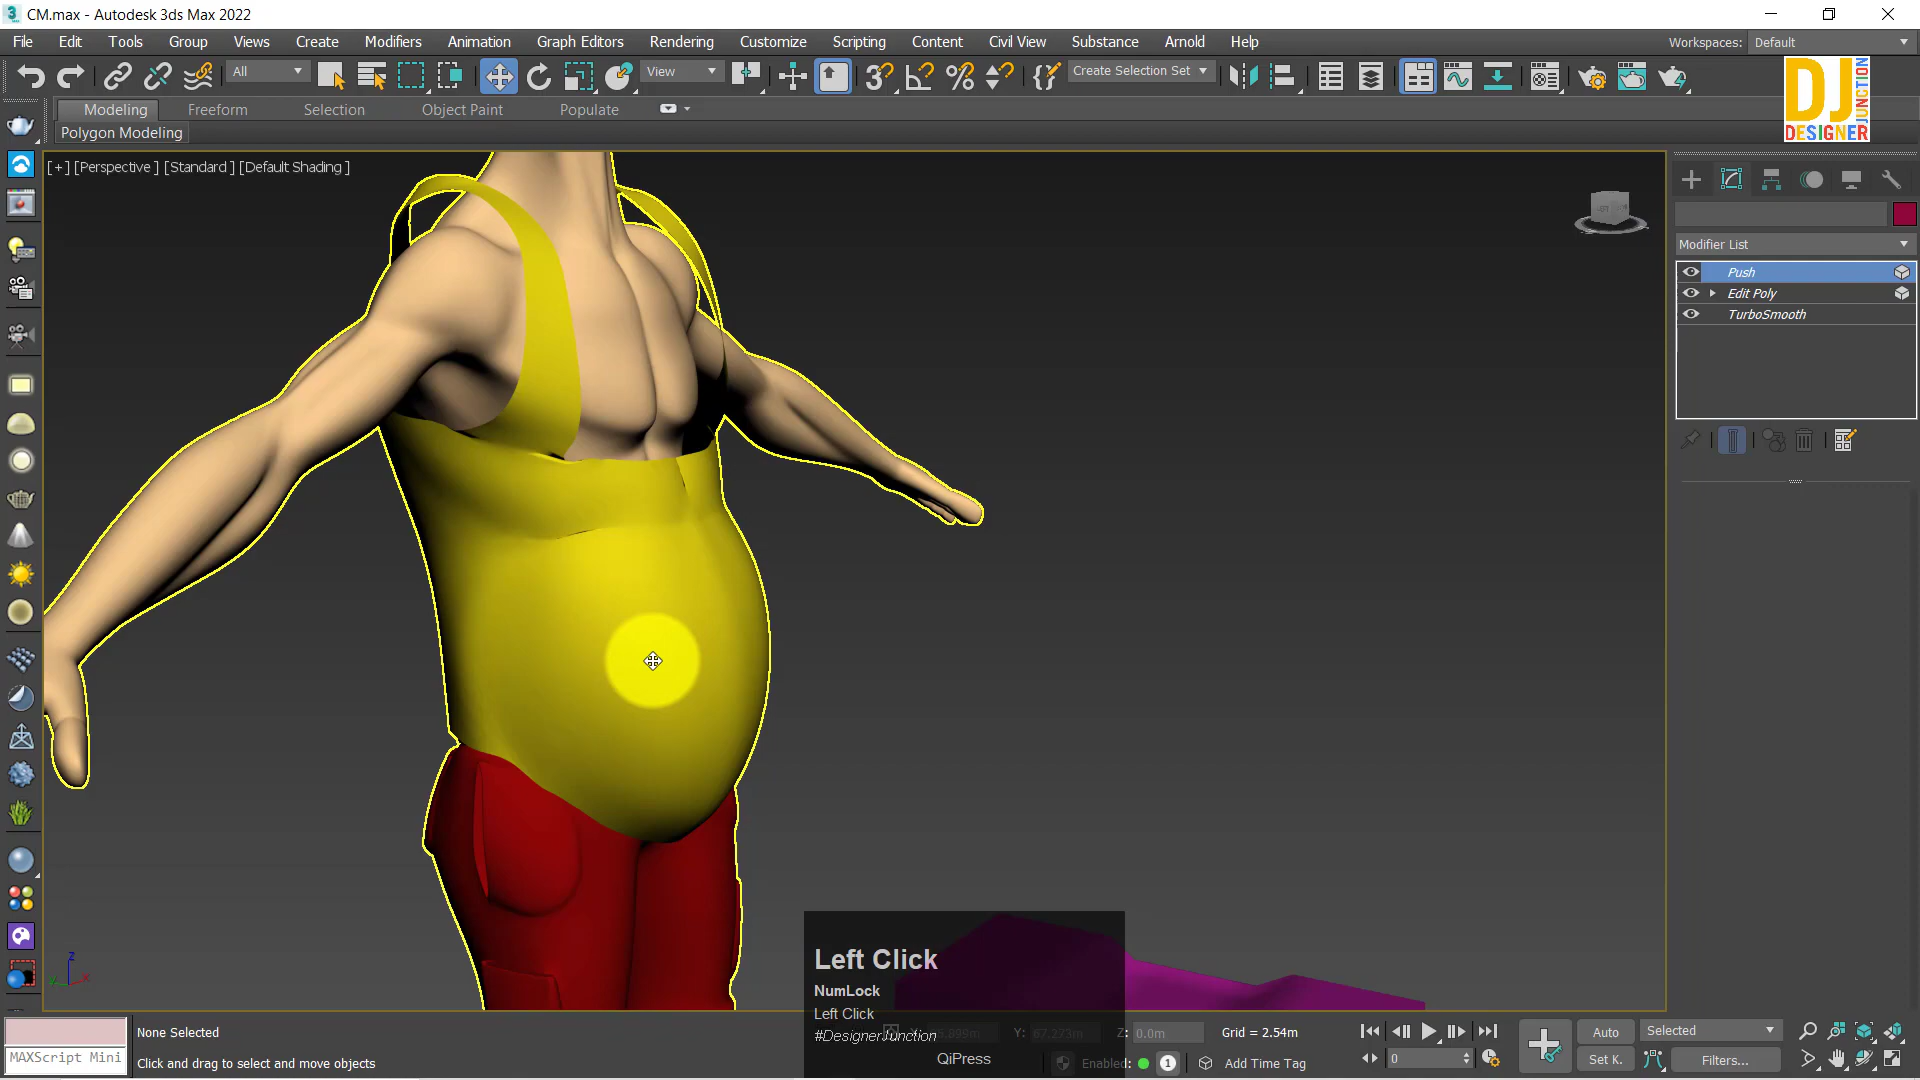 CM.max - Autodesk 3ds Max 2022
File Edit Tools Group Views Create Modifiers Animation Graph Editors Rendering Customize Scripting Content Civil View Substance Arnold Help Workspaces: Default
All View Create Selection Set
DJ JUNCTION
DESIGNER
Modeling Freeform Selection Object Paint Populate
Polygon Modeling
[+] [Perspective ] [Standard ] [Default Shading ]
Modifier List
Push
Edit Poly
TurboSmooth
Left Click
NumLock
Left Click
#DesignerJunction
QiPress
None Selected
Y: Z: 0.0m Grid = 2.54m
Auto Selected
MAXScript Mini
Click and drag to select and move objects
Enabled: 1 Add Time Tag
0
Set K. Filters...